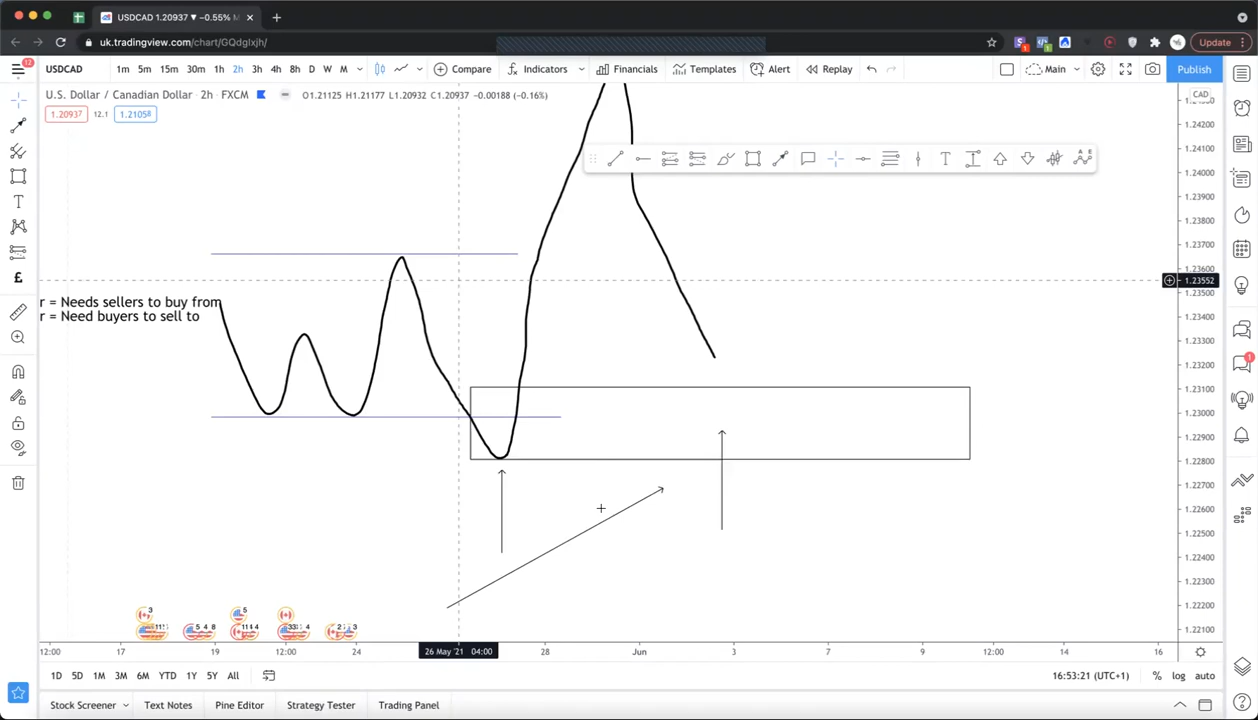 USDCAD 1.20937 ▼ −0.55% M
uk.tradingview.com/chart/GQdgIxjh/
Update
12
USDCAD 1m 5m 15m 30m 1h 2h 3h 4h 8h D W M Compare Indicators Financials Templates Alert Replay Main Publish
U.S. Dollar / Canadian Dollar · 2h · FXCM O1.21125 H1.21177 L1.20932 C1.20937 −0.00188 (−0.16%)
1.20937 12.1 1.21058
CAD
1.24200
1.24100
1.24000
1.23800
1.23700
1.23600
1.23552
1.23500
1.23400
1.23300
1.23200
1.23100
1.23000
1.22900
1.22800
1.22700
1.22600
1.22500
1.22400
1.22300
1.22200
1.22100
r = Needs sellers to buy from
r = Need buyers to sell to
12:00 17 19 12:00 24 26 May '21 04:00 28 Jun 3 7 9 12:00 14 16
1D 5D 1M 3M 6M YTD 1Y 5Y All 16:53:21 (UTC+1) % log auto
Stock Screener Text Notes Pine Editor Strategy Tester Trading Panel